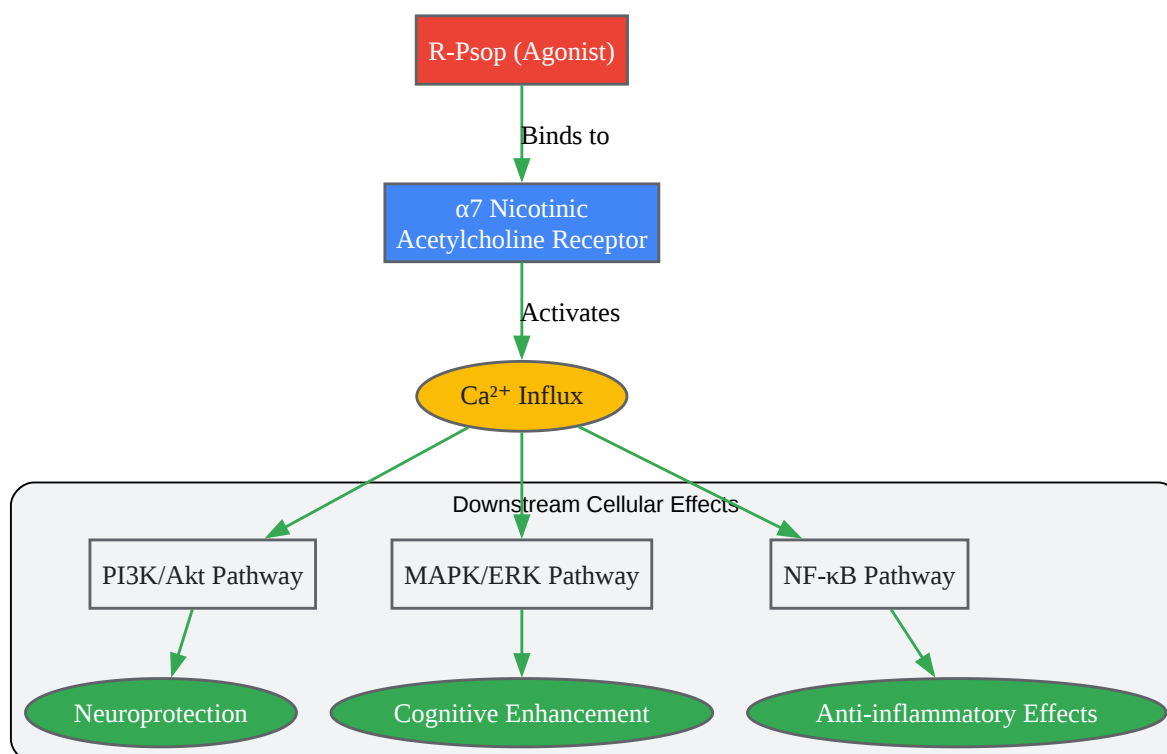 R-Psop (Agonist)
Binds to
α7 Nicotinic
Acetylcholine Receptor
Activates
Ca²⁺ Influx
Downstream Cellular Effects
PI3K/Akt Pathway
MAPK/ERK Pathway
NF-κB Pathway
Neuroprotection
Cognitive Enhancement
Anti-inflammatory Effects